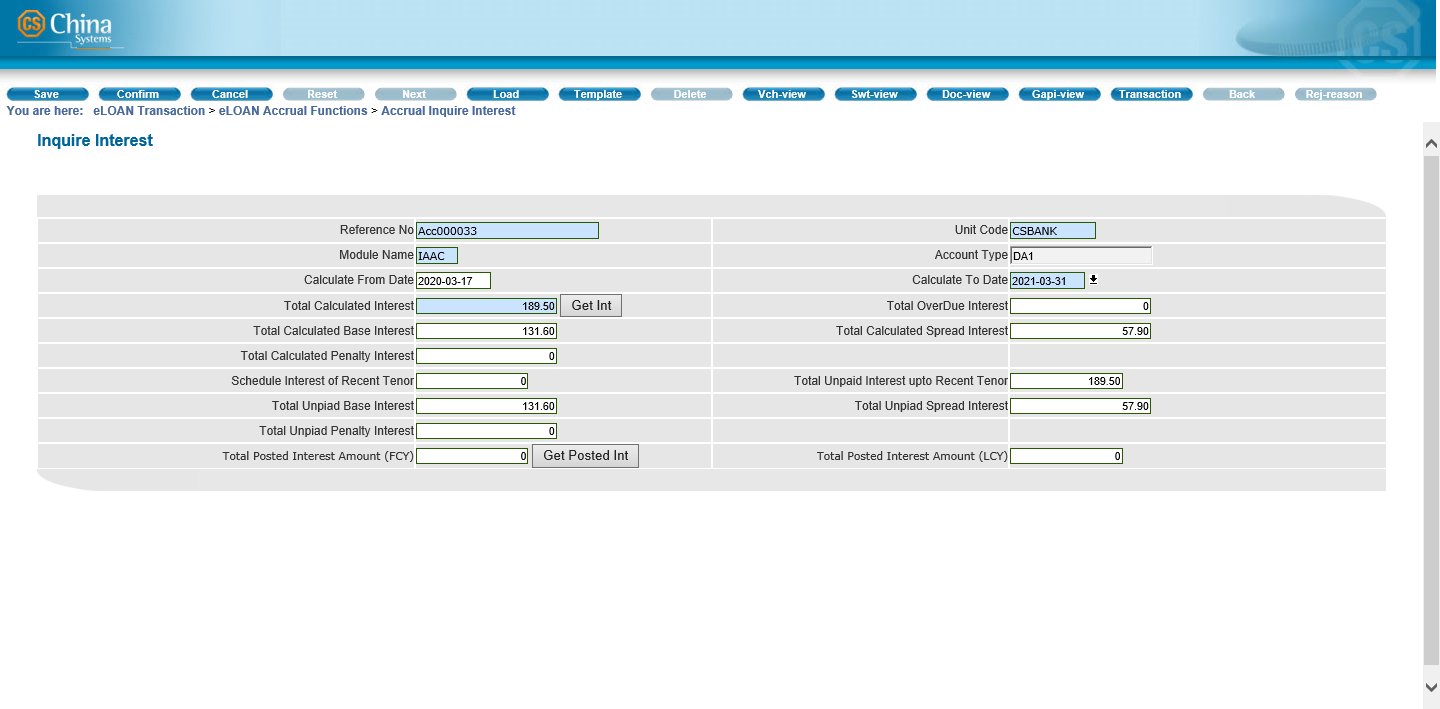 CS China
Systems
CS
Save Confirm Cancel Reset Next Load Template Delete Vch-view Swt-view Doc-view Gapi-view Transaction Back Rej-reason
You are here: eLOAN Transaction > eLOAN Accrual Functions > Accrual Inquire Interest
Inquire Interest
Reference No Acc000033 Unit Code CSBANK
Module Name IAAC Account Type DA1
Calculate From Date 2020-03-17 Calculate To Date 2021-03-31
Total Calculated Interest 189.50 Get Int Total OverDue Interest 0
Total Calculated Base Interest 131.60 Total Calculated Spread Interest 57.90
Total Calculated Penalty Interest 0
Schedule Interest of Recent Tenor 0 Total Unpaid Interest upto Recent Tenor 189.50
Total Unpiad Base Interest 131.60 Total Unpiad Spread Interest 57.90
Total Unpiad Penalty Interest 0
Total Posted Interest Amount (FCY) 0 Get Posted Int Total Posted Interest Amount (LCY) 0